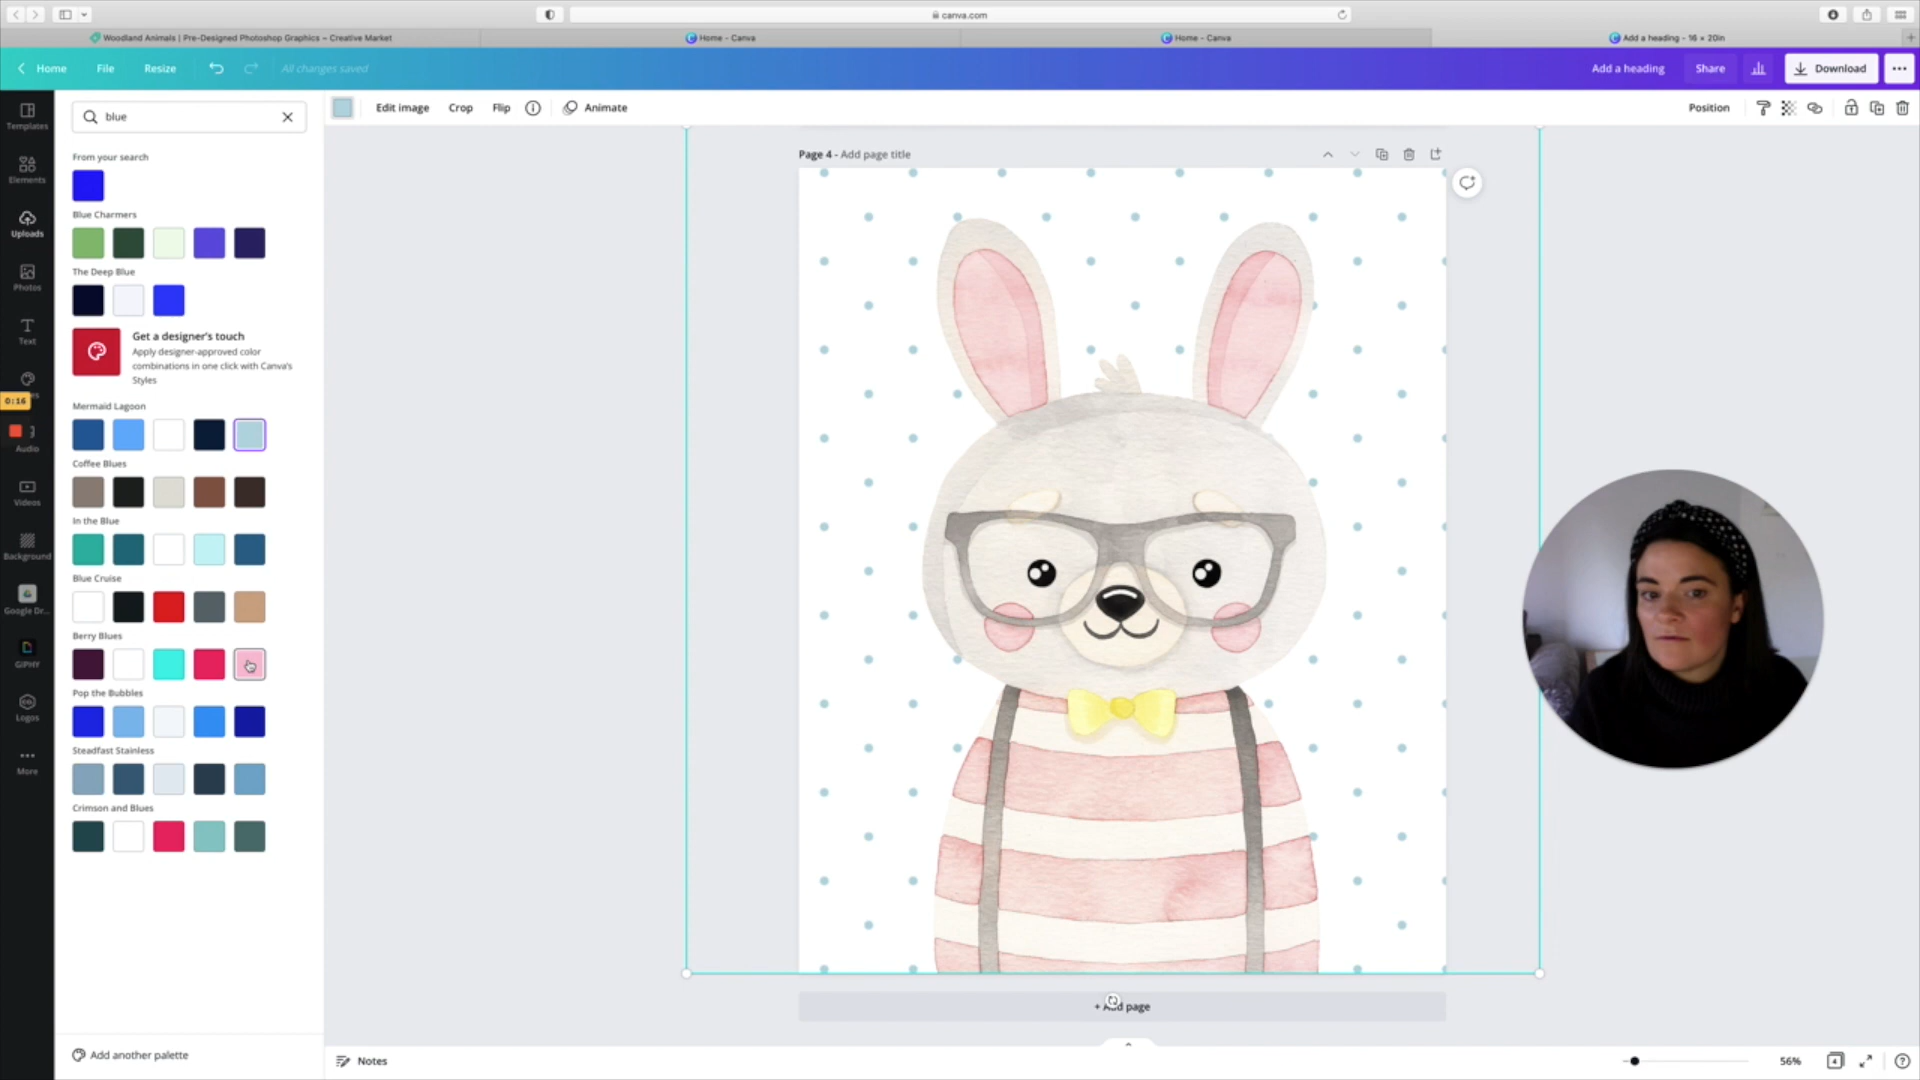 canva.com
Woodland Animals | Pre-Designed Photoshop Graphics ~ Creative Market
Home - Canva
Home - Canva
Add a heading - 16 × 20in
Home
File
Resize
All changes saved
Add a heading
Share
Download
Templates
Elements
Uploads
Photos
Text
0:16
Audio
Videos
Background
Google Dr...
GIPHY
Logos
More
blue
From your search
Blue Charmers
The Deep Blue
Get a designer's touch
Apply designer-approved color
combinations in one click with Canva's
Styles
Mermaid Lagoon
Coffee Blues
In the Blue
Blue Cruise
Berry Blues
Pop the Bubbles
Steadfast Stainless
Crimson and Blues
Add another palette
Edit image
Crop
Flip
Animate
Position
Page 4 - Add page title
+ Add page
Notes
56%
4